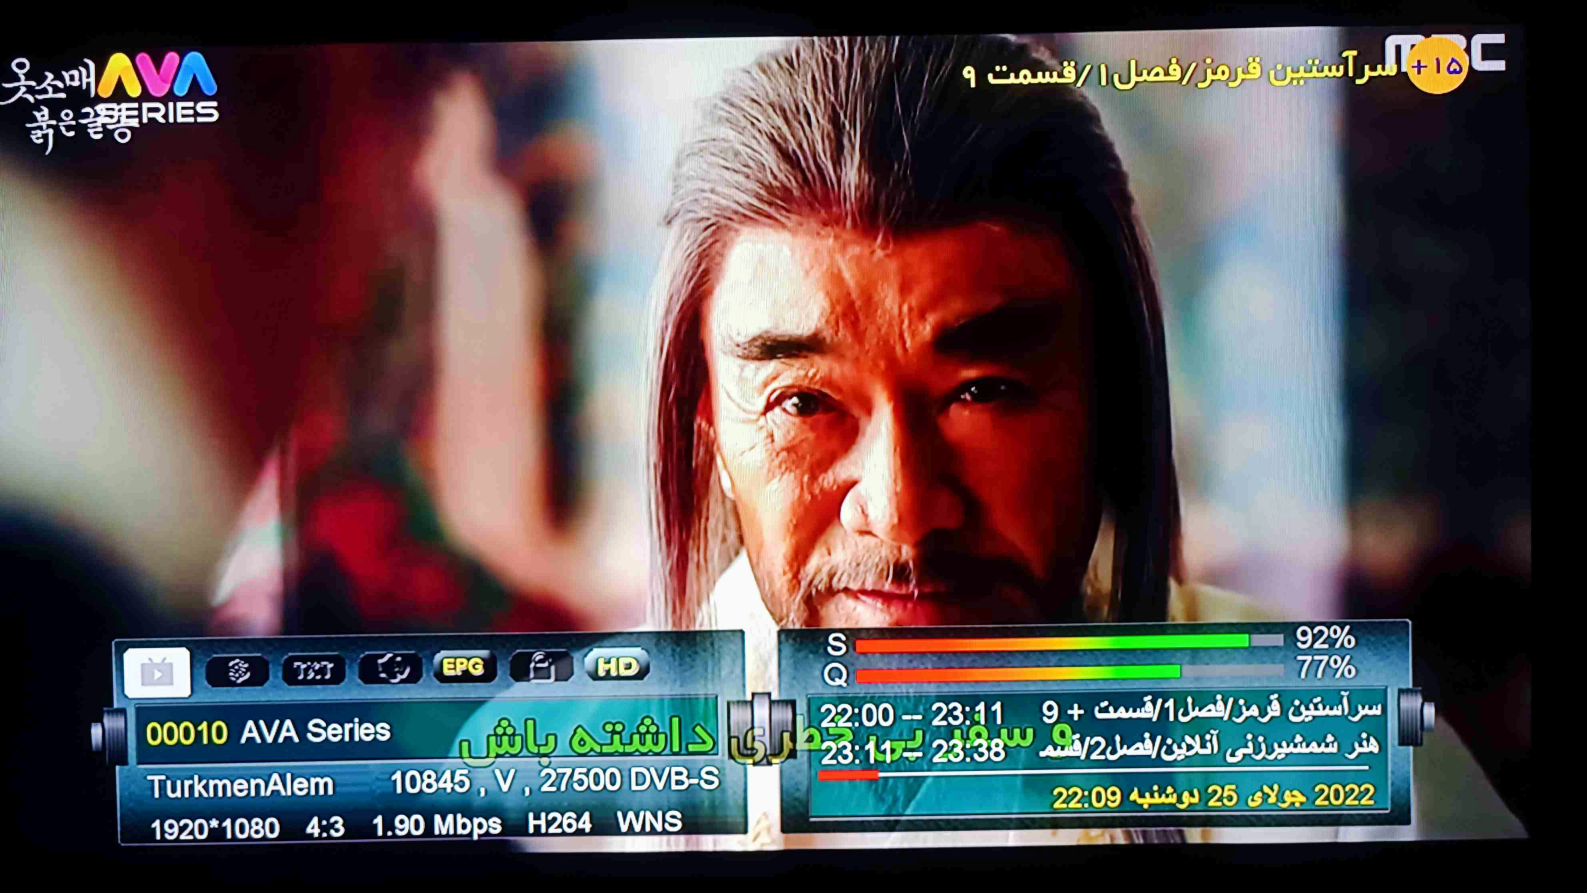 옷소매
붉은 끝동
AVA
SERIES
MBC
+۱۵
سرآستین قرمز/فصل۱/قسمت ۹
TXT
EPG
HD
S 92%
Q 77%
00010 AVA Series
TurkmenAlem 10845 , V , 27500 DVB-S
1920*1080 4:3 1.90 Mbps H264 WNS
22:00 -- 23:11 سرآستین قرمز/فصل1/قسمت + 9
23:11 -- 23:38 هنر شمشیرزنی آنلاین/فصل2/قسم
22:09 دوشنبه 25 جولای 2022
و سفر بی خطری داشته باش